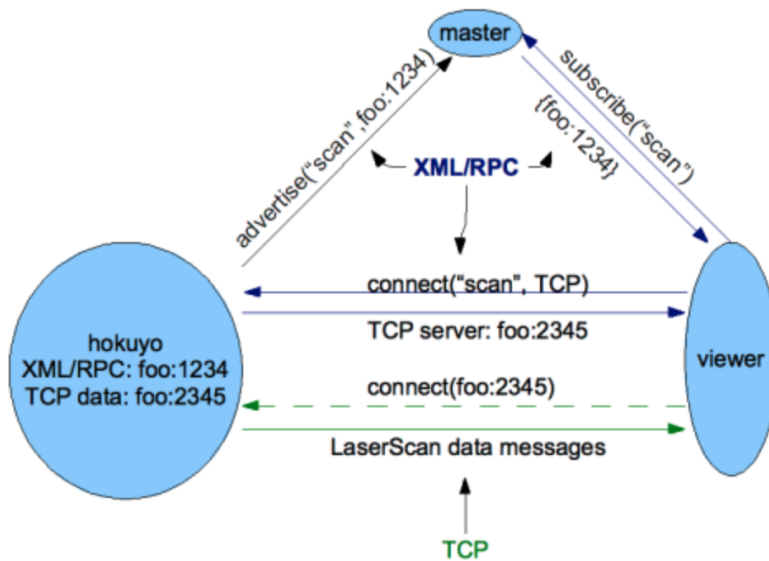 master
advertise(“scan”,foo:1234)
subscribe(“scan”)
{foo:1234}
XML/RPC
connect(“scan”, TCP)
TCP server: foo:2345
hokuyo
XML/RPC: foo:1234
TCP data: foo:2345
viewer
connect(foo:2345)
LaserScan data messages
TCP